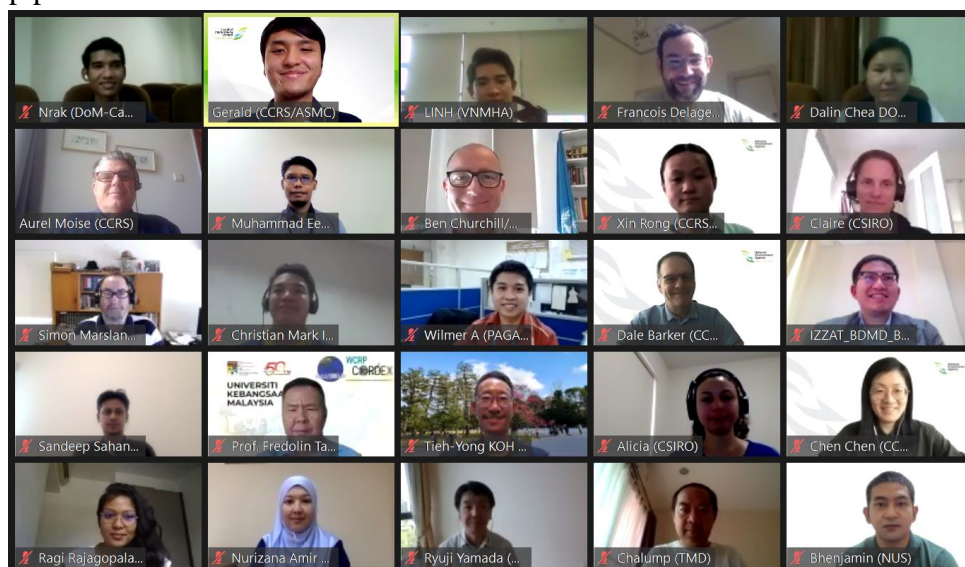 Nrak (DoM-Ca...
Gerald (CCRS/ASMC)
LINH (VNMHA)
Francois Delage...
Dalin Chea DO...
Aurel Moise (CCRS)
Muhammad Ee...
Ben Churchill/...
Xin Rong (CCRS...
Claire (CSIRO)
Simon Marslan...
Christian Mark I...
Wilmer A (PAGA...
Dale Barker (CC...
IZZAT_BDMD_B...
UNIVERSITI
KEBANGSAA
MALAYSIA
50
WCRP
CORDEX
Sandeep Sahan...
Prof. Fredolin Ta...
Tieh-Yong KOH ...
Alicia (CSIRO)
Chen Chen (CC...
Ragi Rajagopala...
Nurizana Amir ...
Ryuji Yamada (...
Chalump (TMD)
Bhenjamin (NUS)